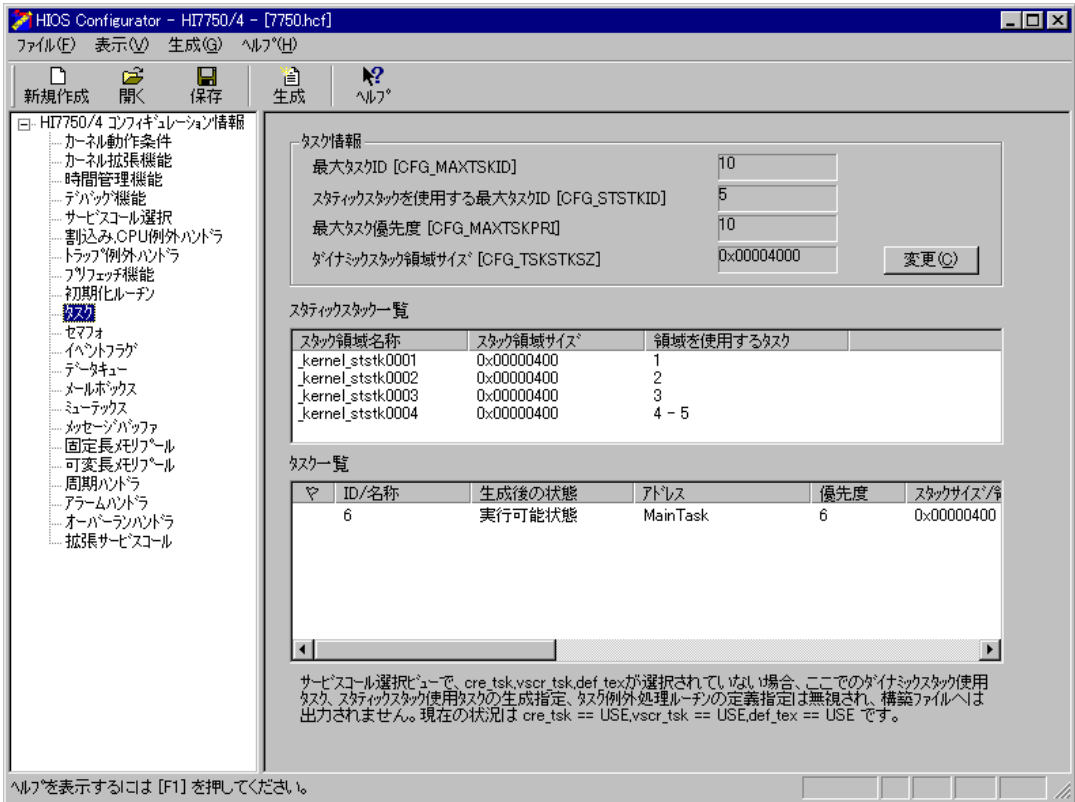 HIOS Configurator - HI7750/4 - [7750.hcf]
ファイル(F) 表示(V) 生成(G) ヘルプ(H)
新規作成 開く 保存 生成 ヘルプ
HI7750/4 コンフィギュレーション情報
カーネル動作条件
カーネル拡張機能
時間管理機能
デバッグ機能
サービスコール選択
割込み,CPU例外ハンドラ
トラップ例外ハンドラ
プリフェッチ機能
初期化ルーチン
タスク
セマフォ
イベントフラグ
データキュー
メールボックス
ミューテックス
メッセージバッファ
固定長メモリプール
可変長メモリプール
周期ハンドラ
アラームハンドラ
オーバーランハンドラ
拡張サービスコール
タスク情報
最大タスクID [CFG_MAXTSKID] 10
スタティックスタックを使用する最大タスクID [CFG_STSTKID] 5
最大タスク優先度 [CFG_MAXTSKPRI] 10
ダイナミックスタック領域サイズ [CFG_TSKSTKSZ] 0x00004000 変更(C)
スタティックスタック一覧
スタック領域名称 スタック領域サイズ 領域を使用するタスク
_kernel_ststk0001 0x00000400 1
_kernel_ststk0002 0x00000400 2
_kernel_ststk0003 0x00000400 3
_kernel_ststk0004 0x00000400 4 - 5
タスク一覧
ID/名称 生成後の状態 アドレス 優先度 スタックサイズ/
6 実行可能状態 MainTask 6 0x00000400
サービスコール選択ビューで、cre_tsk,vscr_tsk,def_texが選択されていない場合、ここでのダイナミックスタック使用
タスク、スタティックスタック使用タスクの生成指定、タスク例外処理ルーチンの定義指定は無視され、構築ファイルへは
出力されません。現在の状況は cre_tsk == USE,vscr_tsk == USE,def_tex == USE です。
ヘルプを表示するには [F1] を押してください。